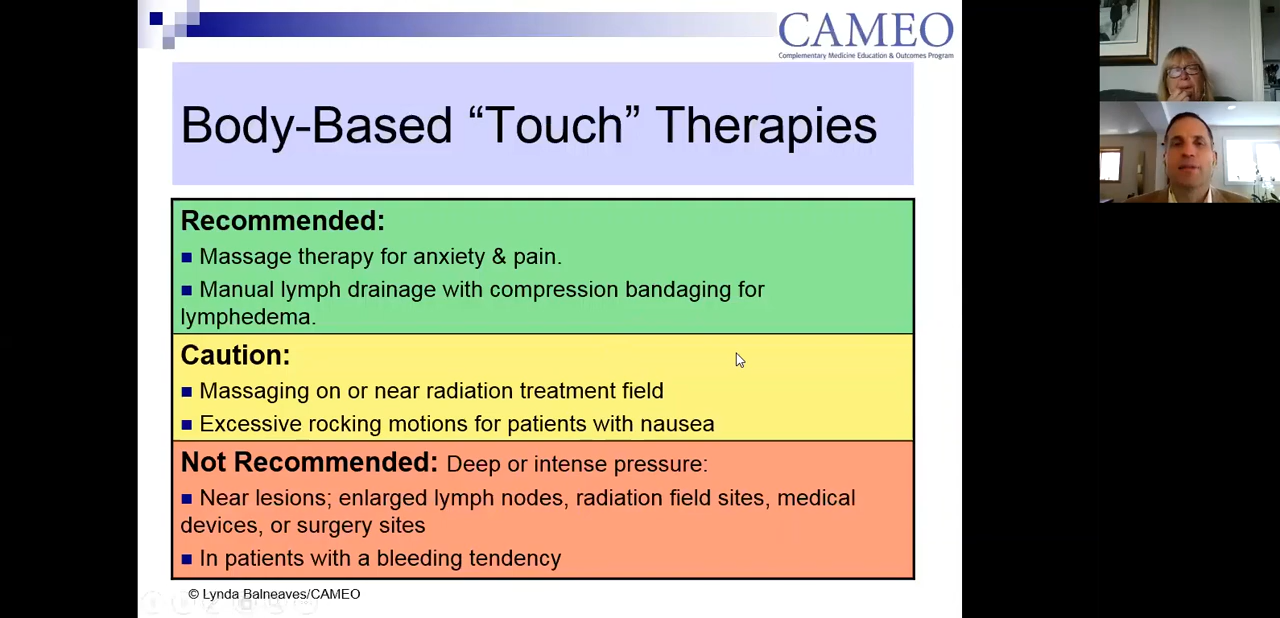 CAMEO
Complementary Medicine Education & Outcomes Program
Body-Based “Touch” Therapies
Recommended:
■ Massage therapy for anxiety & pain.
■ Manual lymph drainage with compression bandaging for
lymphedema.
Caution:
■ Massaging on or near radiation treatment field
■ Excessive rocking motions for patients with nausea
Not Recommended: Deep or intense pressure:
■ Near lesions; enlarged lymph nodes, radiation field sites, medical
devices, or surgery sites
■ In patients with a bleeding tendency
© Lynda Balneaves/CAMEO